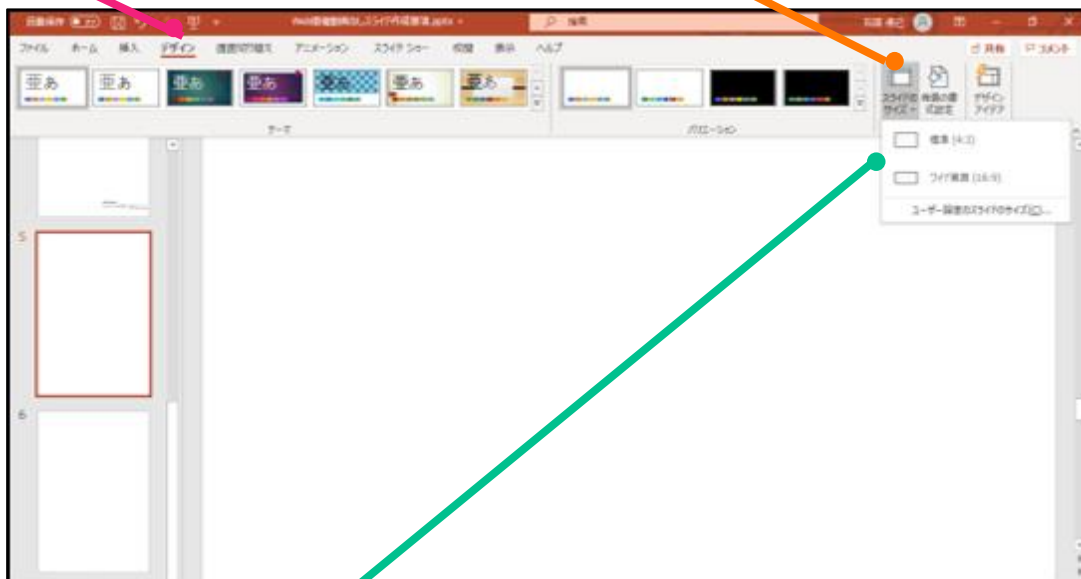 自動保存
検索
ファイル ホーム 挿入 デザイン 画面切り替え アニメーション スライド ショー 校閲 表示 ヘルプ
共有 コメント
亜あ 亜あ 亜あ 亜あ 亜あ 亜あ 亜あ
スライドの サイズ
背景の書式設定
デザイン アイデア
テーマ
バリエーション
標準 (4:3)
ワイド画面 (16:9)
ユーザー設定のスライドのサイズ(C)...
5
6